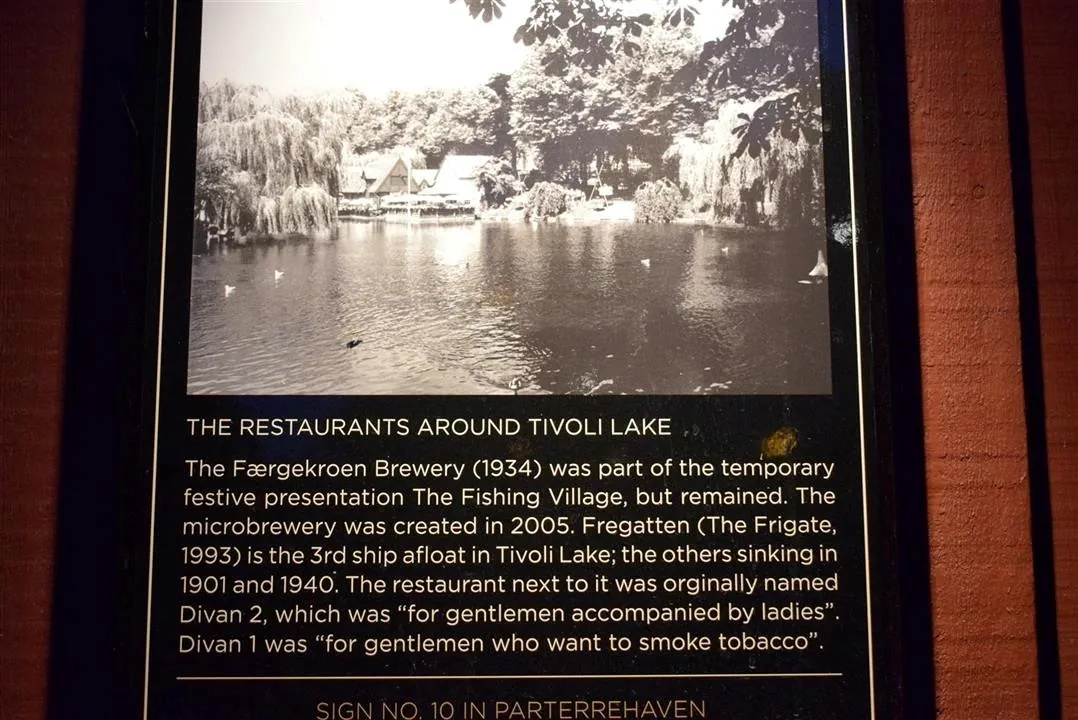 THE RESTAURANTS AROUND TIVOLI LAKE
The Færgekroen Brewery (1934) was part of the temporary
festive presentation The Fishing Village, but remained. The
microbrewery was created in 2005. Fregatten (The Frigate,
1993) is the 3rd ship afloat in Tivoli Lake; the others sinking in
1901 and 1940. The restaurant next to it was orginally named
Divan 2, which was “for gentlemen accompanied by ladies”.
Divan 1 was “for gentlemen who want to smoke tobacco”.
SIGN NO. 10 IN PARTERREHAVEN